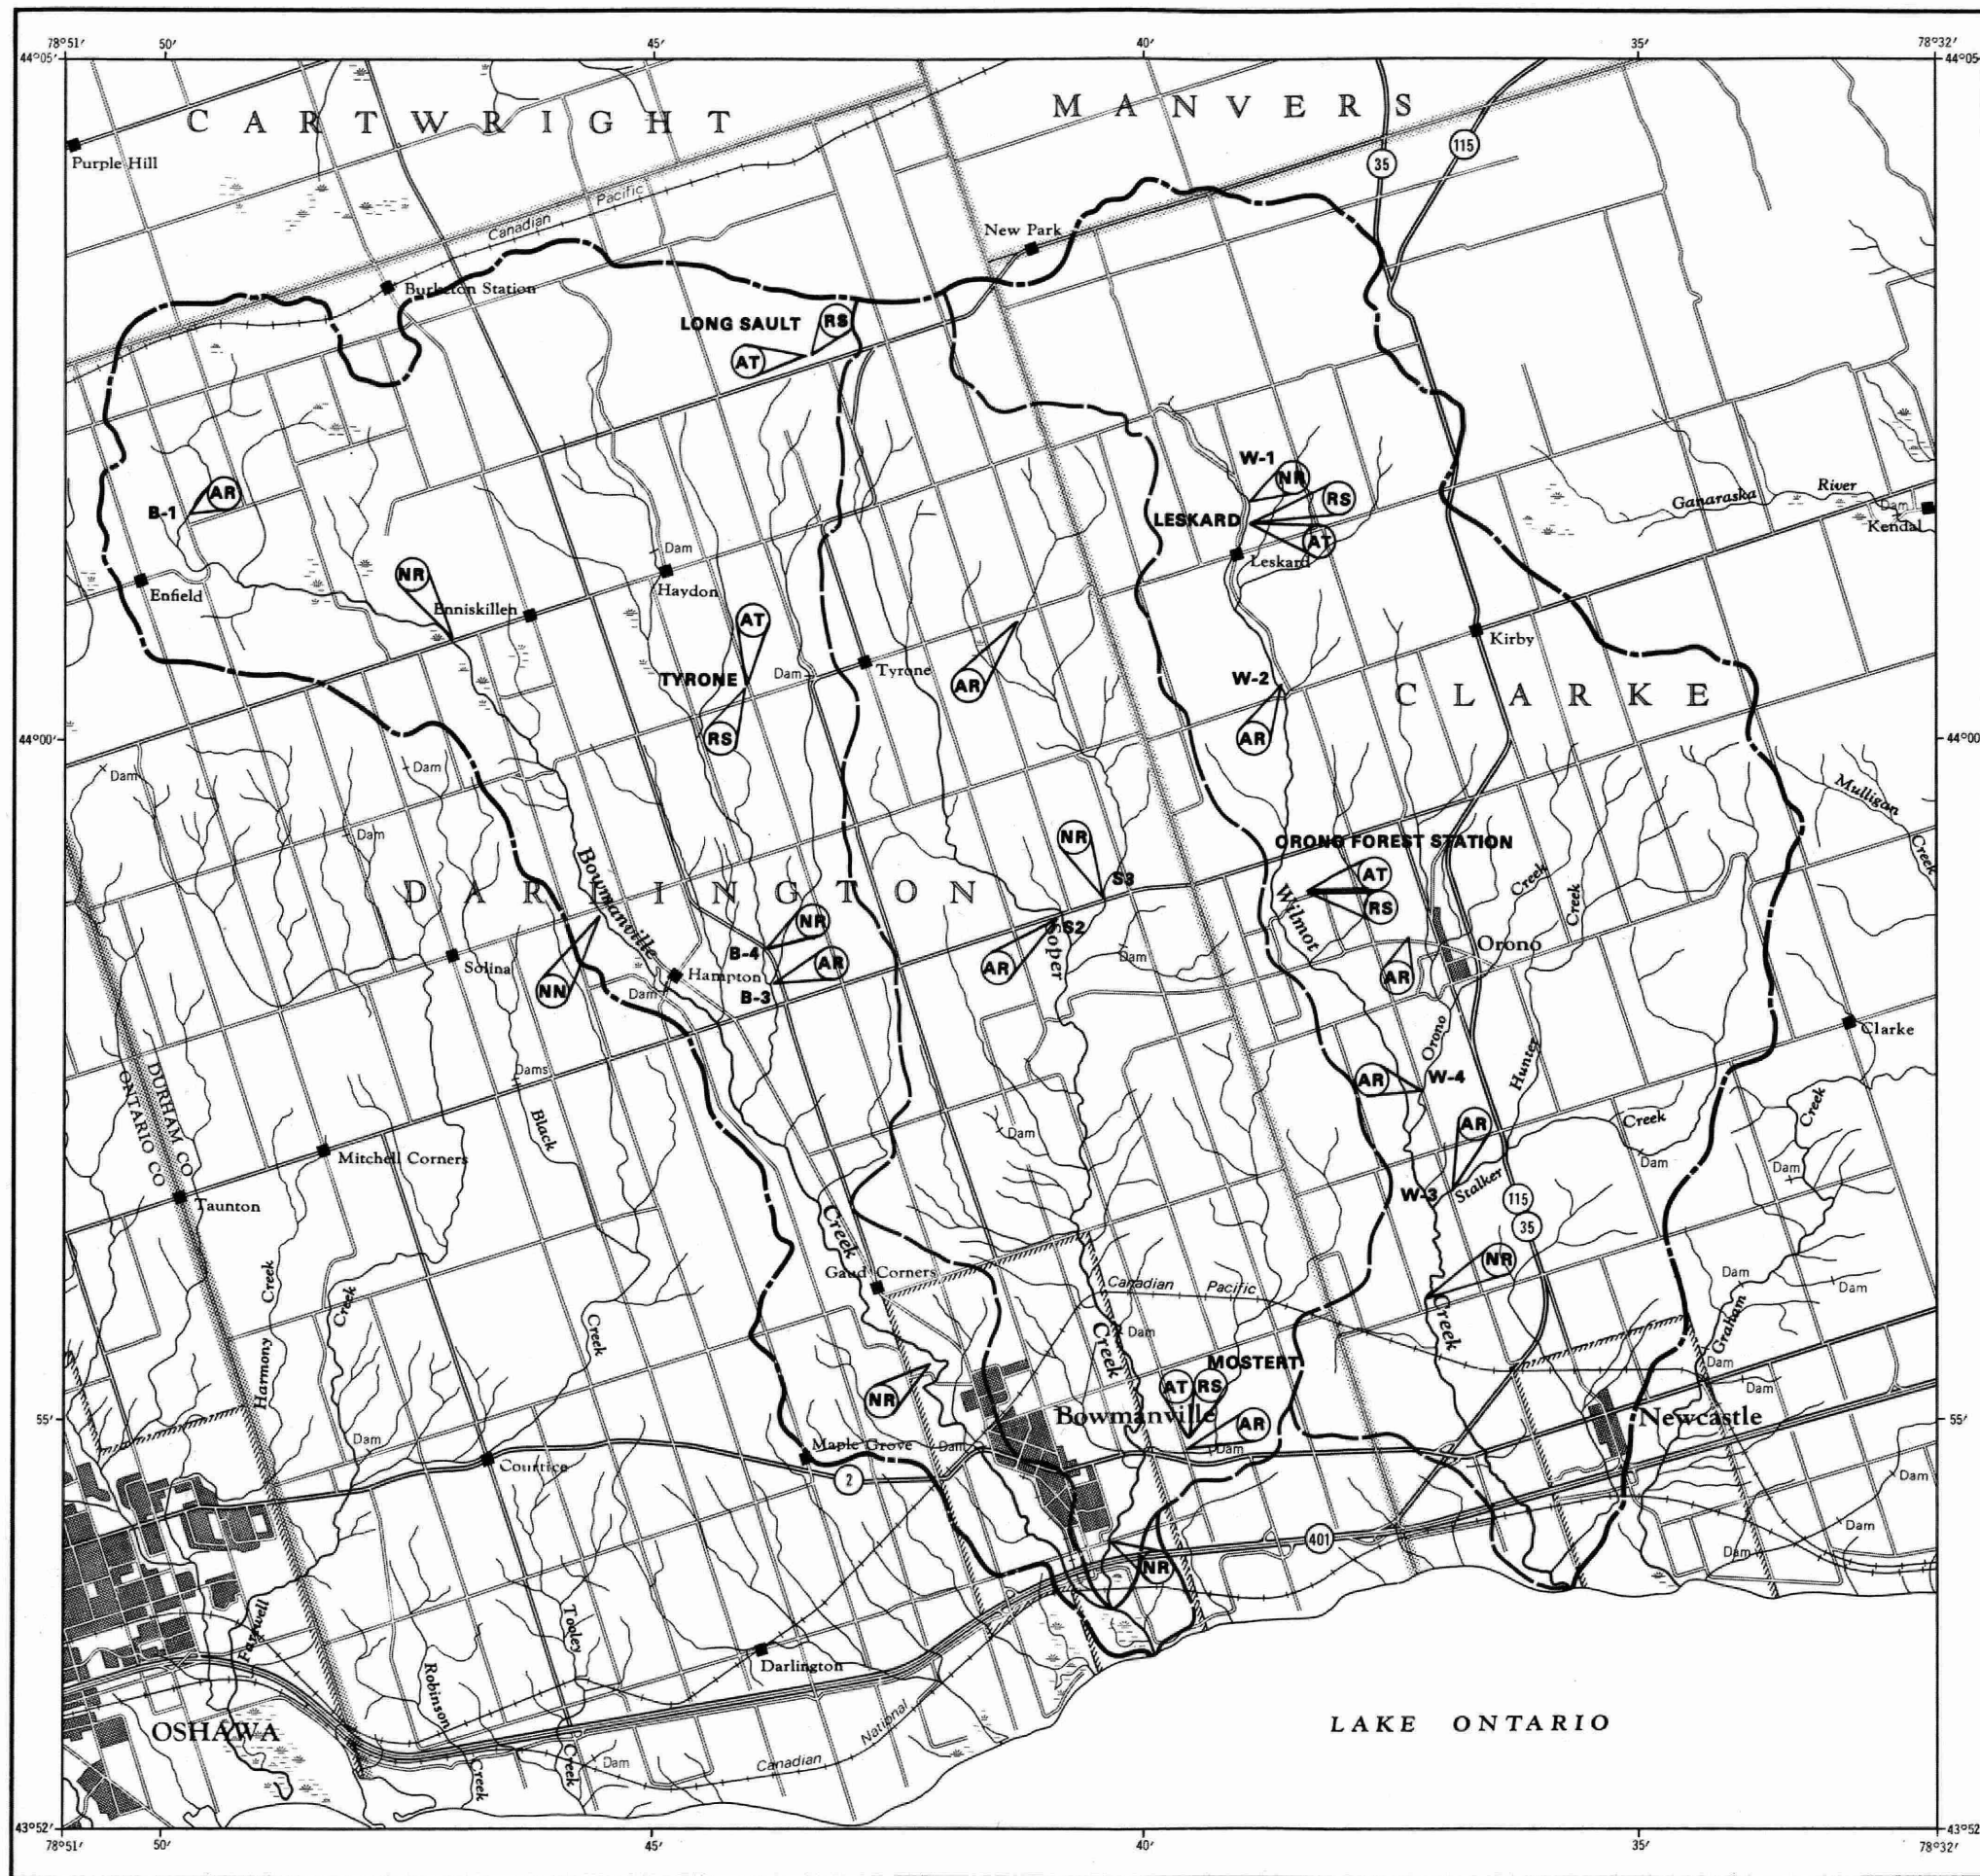 78°51′ 50′ 45′ 40′ 35′ 78°32′
44°05′ 44°05′
CARTWRIGHT
MANVERS
115
35
Purple Hill
Canadian Pacific
New Park
Burketon Station
LONG SAULT RS
AT
W-1
NR
RS
B-1 AR
LESKARD
AT
Ganaraska River
Dam
Kendal
Leskard
Dam
NR
Haydon
Enfield
Enniskillen
AT
Kirby
Tyrone
Dam
TYRONE
AR
W-2
CLARKE
RS
AR
44°00′ 44°00′
Dam
Dam
Mulligan
Creek
Dam
NR
ORONO FOREST STATION
AT
RS
S3
DARLINGTON
Bowmanville
Creek
Creek
Wilmot
NR
S2
Soper
B-4
AR
AR
Dam
Orono
AR
Solina
Hampton
B-3
NN
Dam
Clarke
Orono
Hunter
Dams
AR W-4
DURHAM CO
ONTARIO CO
Black
AR
Creek
Creek
Dam
Mitchell Corners
Dam
Dam
W-3
Stalker
Taunton
115
35
Creek
NR
Gaud Corners
Canadian Pacific
Dam
Dam
Harmony Creek
Creek
Creek
Creek
Creek
Dam
Graham
MOSTERT
Dam
Dam
AT RS
NR
AR
Bowmanville
Newcastle
55′ 55′
Dam
Maple Grove
Dam
Dam
Courtice
2
Dam
Dam
401
Dam
NR
Farewell
Tooley
Darlington
Robinson
OSHAWA
National
LAKE ONTARIO
Canadian
Dam
Creek
Creek
43°52′ 43°52′
78°51′ 50′ 45′ 40′ 35′ 78°32′